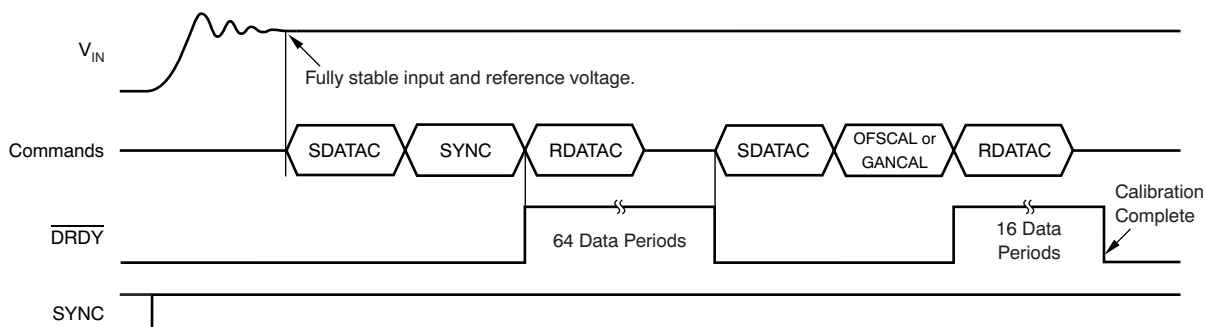 V_IN
Fully stable input and reference voltage.
Commands
SDATAC
SYNC
RDATAC
SDATAC
OFSCAL or
GANCAL
RDATAC
DRDY
64 Data Periods
16 Data
Periods
Calibration
Complete
SYNC